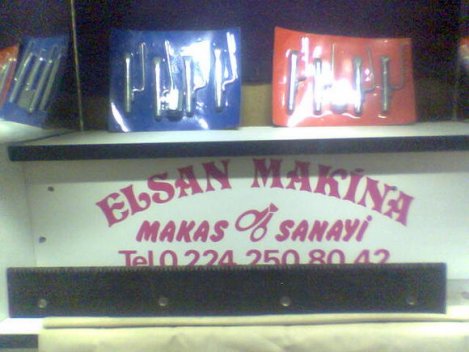 ELSAN MAKİNA
MAKAS SANAYİ
Tel 0.224 250 80 42